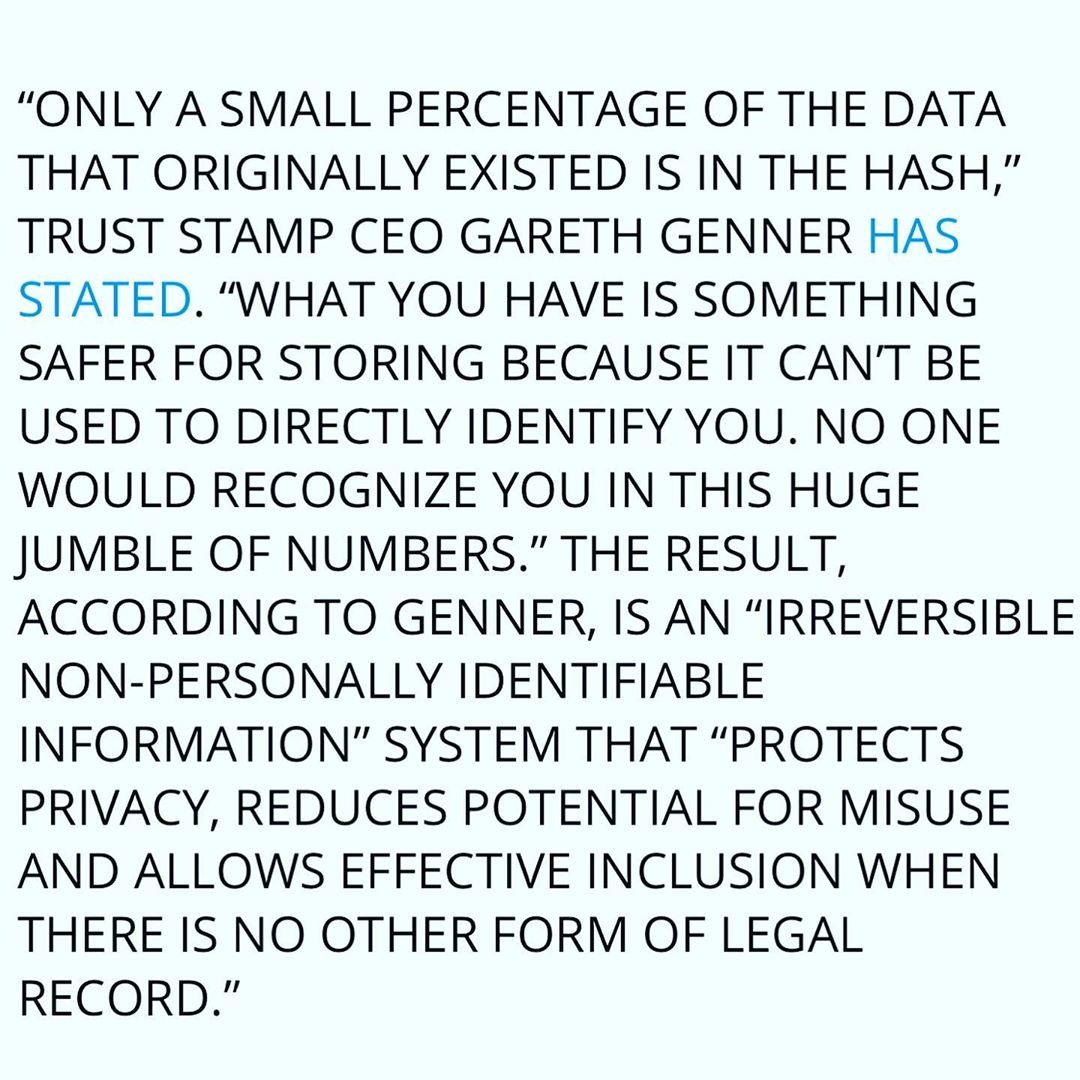 “ONLY A SMALL PERCENTAGE OF THE DATA
THAT ORIGINALLY EXISTED IS IN THE HASH,”
TRUST STAMP CEO GARETH GENNER HAS
STATED. “WHAT YOU HAVE IS SOMETHING
SAFER FOR STORING BECAUSE IT CAN’T BE
USED TO DIRECTLY IDENTIFY YOU. NO ONE
WOULD RECOGNIZE YOU IN THIS HUGE
JUMBLE OF NUMBERS.” THE RESULT,
ACCORDING TO GENNER, IS AN “IRREVERSIBLE
NON-PERSONALLY IDENTIFIABLE
INFORMATION” SYSTEM THAT “PROTECTS
PRIVACY, REDUCES POTENTIAL FOR MISUSE
AND ALLOWS EFFECTIVE INCLUSION WHEN
THERE IS NO OTHER FORM OF LEGAL
RECORD.”